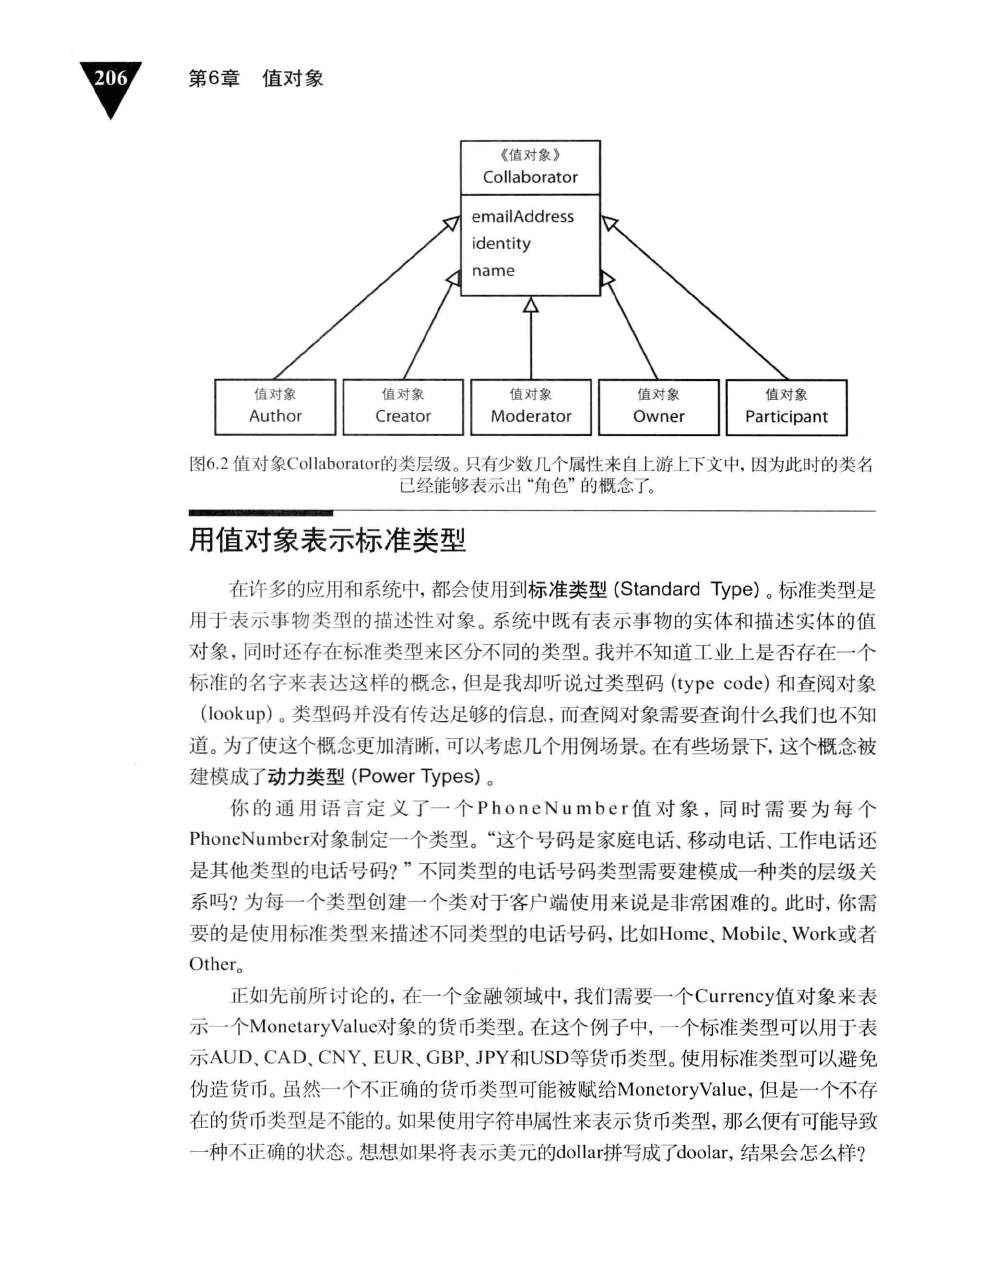 206
第6章 值对象
《值对象》
Collaborator
emailAddress
identity
name
值对象
Author
值对象
Creator
值对象
Moderator
值对象
Owner
值对象
Participant
图6.2 值对象Collaborator的类层级。只有少数几个属性来自上游上下文中，因为此时的类名
已经能够表示出“角色”的概念了。
用值对象表示标准类型
在许多的应用和系统中，都会使用到标准类型 (Standard Type) 。标准类型是
用于表示事物类型的描述性对象。系统中既有表示事物的实体和描述实体的值
对象，同时还存在标准类型来区分不同的类型。我并不知道工业上是否存在一个
标准的名字来表达这样的概念，但是我却听说过类型码 (type code) 和查阅对象
(lookup) 。类型码并没有传达足够的信息，而查阅对象需要查询什么我们也不知
道。为了使这个概念更加清晰，可以考虑几个用例场景。在有些场景下，这个概念被
建模成了动力类型 (Power Types) 。
你的通用语言定义了一个PhoneNumber值对象，同时需要为每个
PhoneNumber对象制定一个类型。“这个号码是家庭电话、移动电话、工作电话还
是其他类型的电话号码？”不同类型的电话号码类型需要建模成一种类的层级关
系吗？为每一个类型创建一个类对于客户端使用来说是非常困难的。此时，你需
要的是使用标准类型来描述不同类型的电话号码，比如Home、Mobile、Work或者
Other。
正如先前所讨论的，在一个金融领域中，我们需要一个Currency值对象来表
示一个MonetaryValue对象的货币类型。在这个例子中，一个标准类型可以用于表
示AUD、CAD、CNY、EUR、GBP、JPY和USD等货币类型。使用标准类型可以避免
伪造货币。虽然一个不正确的货币类型可能被赋给MonetoryValue，但是一个不存
在的货币类型是不能的。如果使用字符串属性来表示货币类型，那么便有可能导致
一种不正确的状态。想想如果将表示美元的dollar拼写成了doolar，结果会怎么样？